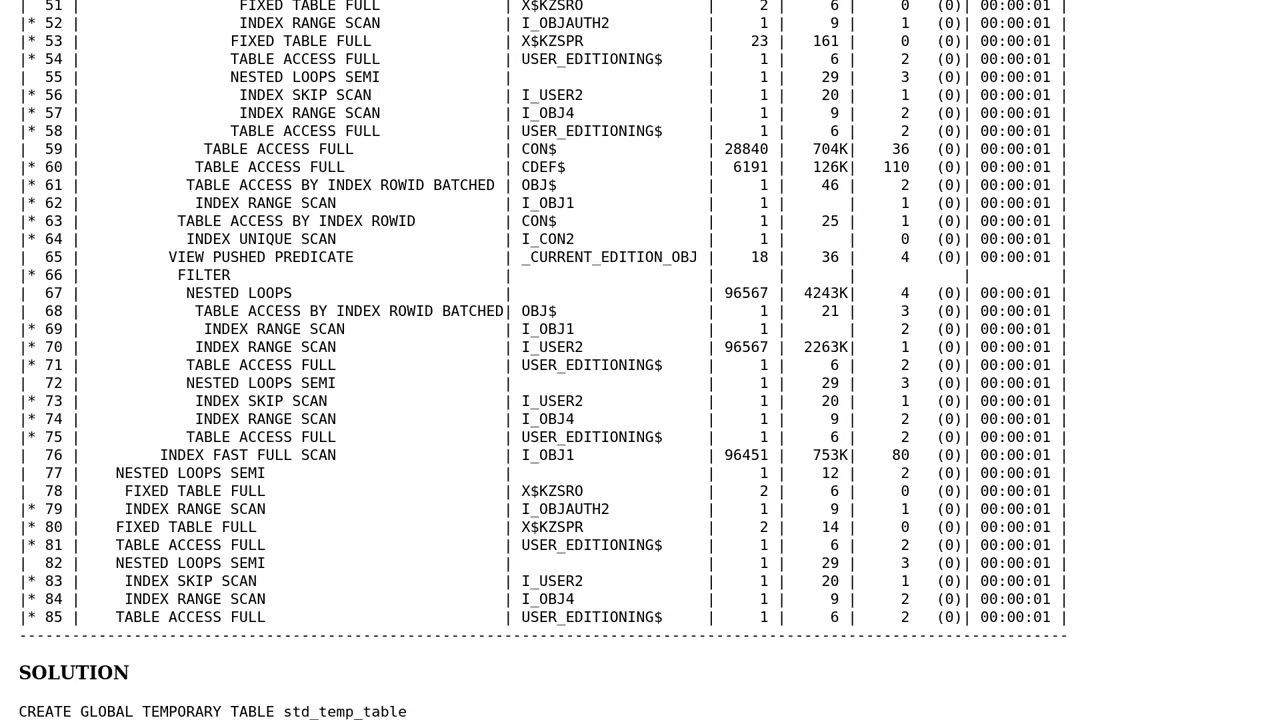 |  51 |                  FIXED TABLE FULL              | X$KZSRO             |     2 |     6 |     0   (0)| 00:00:01 |
|* 52 |                  INDEX RANGE SCAN              | I_OBJAUTH2          |     1 |     9 |     1   (0)| 00:00:01 |
|* 53 |                 FIXED TABLE FULL               | X$KZSPR             |    23 |   161 |     0   (0)| 00:00:01 |
|* 54 |                 TABLE ACCESS FULL              | USER_EDITIONING$    |     1 |     6 |     2   (0)| 00:00:01 |
|  55 |                 NESTED LOOPS SEMI              |                     |     1 |    29 |     3   (0)| 00:00:01 |
|* 56 |                  INDEX SKIP SCAN               | I_USER2             |     1 |    20 |     1   (0)| 00:00:01 |
|* 57 |                  INDEX RANGE SCAN              | I_OBJ4              |     1 |     9 |     2   (0)| 00:00:01 |
|* 58 |                 TABLE ACCESS FULL              | USER_EDITIONING$    |     1 |     6 |     2   (0)| 00:00:01 |
|  59 |              TABLE ACCESS FULL                 | CON$                | 28840 |   704K|    36   (0)| 00:00:01 |
|* 60 |             TABLE ACCESS FULL                  | CDEF$               |  6191 |   126K|   110   (0)| 00:00:01 |
|* 61 |            TABLE ACCESS BY INDEX ROWID BATCHED | OBJ$                |     1 |    46 |     2   (0)| 00:00:01 |
|* 62 |             INDEX RANGE SCAN                   | I_OBJ1              |     1 |       |     1   (0)| 00:00:01 |
|* 63 |           TABLE ACCESS BY INDEX ROWID          | CON$                |     1 |    25 |     1   (0)| 00:00:01 |
|* 64 |            INDEX UNIQUE SCAN                   | I_CON2              |     1 |       |     0   (0)| 00:00:01 |
|  65 |          VIEW PUSHED PREDICATE                 | _CURRENT_EDITION_OBJ |    18 |    36 |     4   (0)| 00:00:01 |
|* 66 |           FILTER                               |                     |       |       |            |          |
|  67 |            NESTED LOOPS                        |                     | 96567 |  4243K|     4   (0)| 00:00:01 |
|  68 |             TABLE ACCESS BY INDEX ROWID BATCHED| OBJ$                |     1 |    21 |     3   (0)| 00:00:01 |
|* 69 |              INDEX RANGE SCAN                  | I_OBJ1              |     1 |       |     2   (0)| 00:00:01 |
|* 70 |             INDEX RANGE SCAN                   | I_USER2             | 96567 |  2263K|     1   (0)| 00:00:01 |
|* 71 |            TABLE ACCESS FULL                   | USER_EDITIONING$    |     1 |     6 |     2   (0)| 00:00:01 |
|  72 |            NESTED LOOPS SEMI                   |                     |     1 |    29 |     3   (0)| 00:00:01 |
|* 73 |             INDEX SKIP SCAN                    | I_USER2             |     1 |    20 |     1   (0)| 00:00:01 |
|* 74 |             INDEX RANGE SCAN                   | I_OBJ4              |     1 |     9 |     2   (0)| 00:00:01 |
|* 75 |            TABLE ACCESS FULL                   | USER_EDITIONING$    |     1 |     6 |     2   (0)| 00:00:01 |
|  76 |         INDEX FAST FULL SCAN                   | I_OBJ1              | 96451 |   753K|    80   (0)| 00:00:01 |
|  77 |    NESTED LOOPS SEMI                           |                     |     1 |    12 |     2   (0)| 00:00:01 |
|  78 |     FIXED TABLE FULL                           | X$KZSRO             |     2 |     6 |     0   (0)| 00:00:01 |
|* 79 |     INDEX RANGE SCAN                           | I_OBJAUTH2          |     1 |     9 |     1   (0)| 00:00:01 |
|* 80 |    FIXED TABLE FULL                            | X$KZSPR             |     2 |    14 |     0   (0)| 00:00:01 |
|* 81 |    TABLE ACCESS FULL                           | USER_EDITIONING$    |     1 |     6 |     2   (0)| 00:00:01 |
|  82 |    NESTED LOOPS SEMI                           |                     |     1 |    29 |     3   (0)| 00:00:01 |
|* 83 |     INDEX SKIP SCAN                            | I_USER2             |     1 |    20 |     1   (0)| 00:00:01 |
|* 84 |     INDEX RANGE SCAN                           | I_OBJ4              |     1 |     9 |     2   (0)| 00:00:01 |
|* 85 |    TABLE ACCESS FULL                           | USER_EDITIONING$    |     1 |     6 |     2   (0)| 00:00:01 |
-----------------------------------------------------------------------------------------------------------------------
SOLUTION
CREATE GLOBAL TEMPORARY TABLE std_temp_table